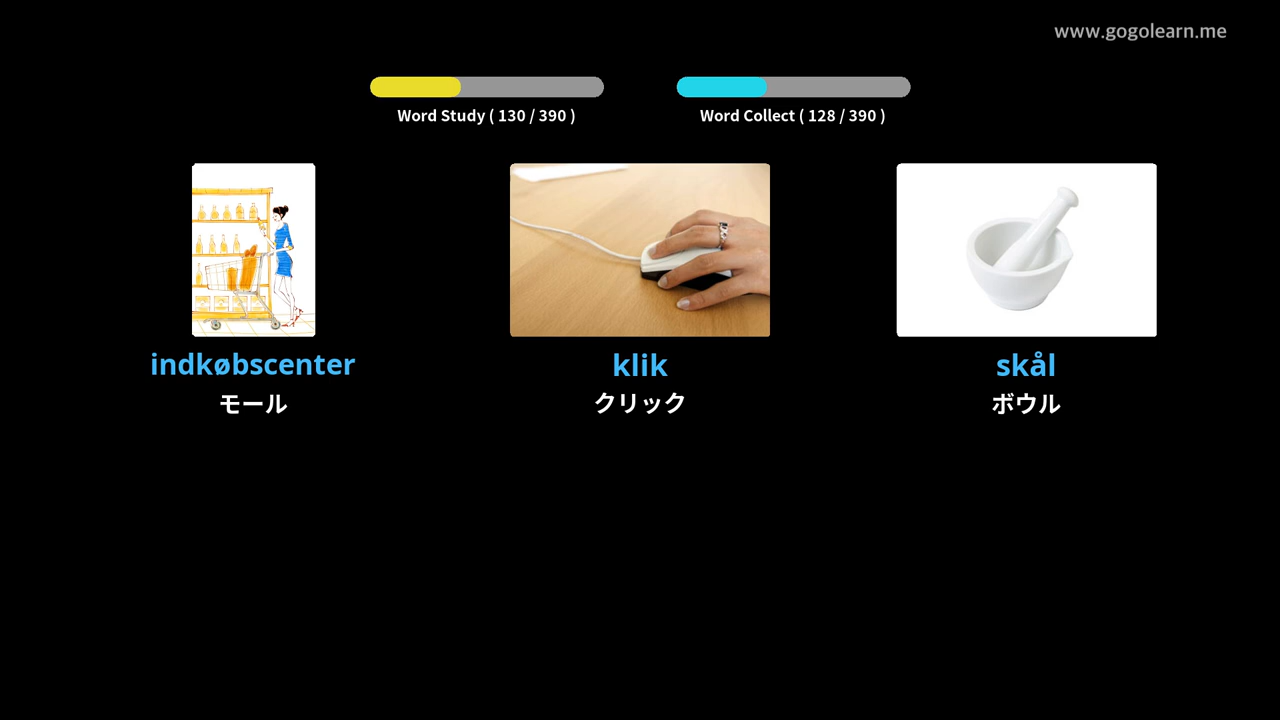 www.gogolearn.me
Word Study ( 130 / 390 )
Word Collect ( 128 / 390 )
indkøbscenter
モール
klik
クリック
skål
ボウル